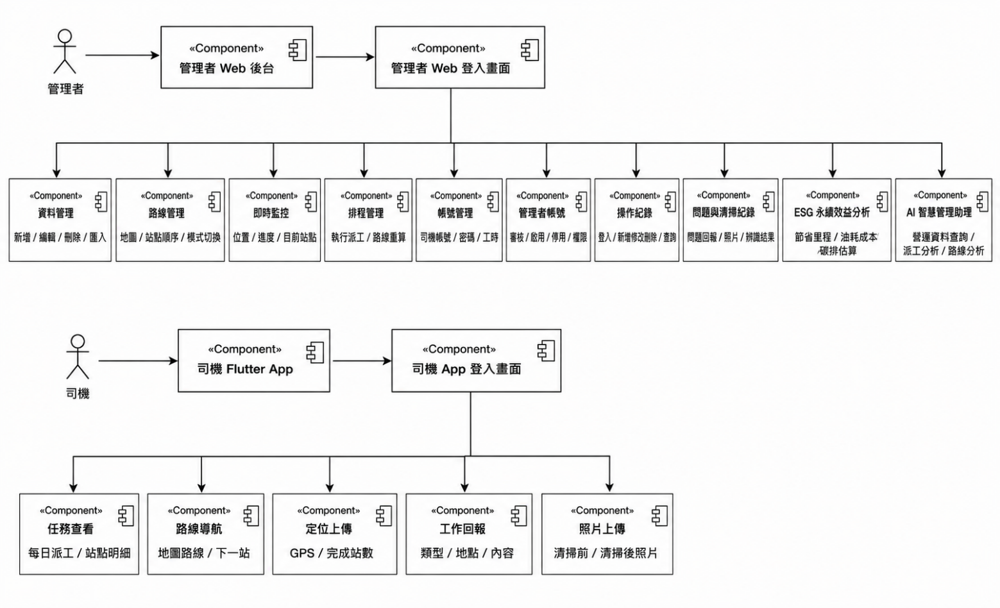 «Component»
管理者 Web 後台
«Component»
管理者 Web 登入畫面
管理者
«Component»
資料管理
新增 / 編輯 / 刪除 / 匯入
«Component»
路線管理
地圖 / 站點順序 / 模式切換
«Component»
即時監控
位置 / 進度 / 目前站點
«Component»
排程管理
執行派工 / 路線重算
«Component»
帳號管理
司機帳號 / 密碼 / 工時
«Component»
管理者帳號
審核 / 啟用 / 停用 / 權限
«Component»
操作紀錄
登入 / 新增修改刪除 / 查詢
«Component»
問題與清掃紀錄
問題回報 / 照片 / 辨識結果
«Component»
ESG 永續效益分析
節省里程 / 油耗成本
/碳排估算
«Component»
AI 智慧管理助理
營運資料查詢 /
派工分析 / 路線分析
«Component»
司機 Flutter App
«Component»
司機 App 登入畫面
司機
«Component»
任務查看
每日派工 / 站點明細
«Component»
路線導航
地圖路線 / 下一站
«Component»
定位上傳
GPS / 完成站數
«Component»
工作回報
類型 / 地點 / 內容
«Component»
照片上傳
清掃前 / 清掃後照片